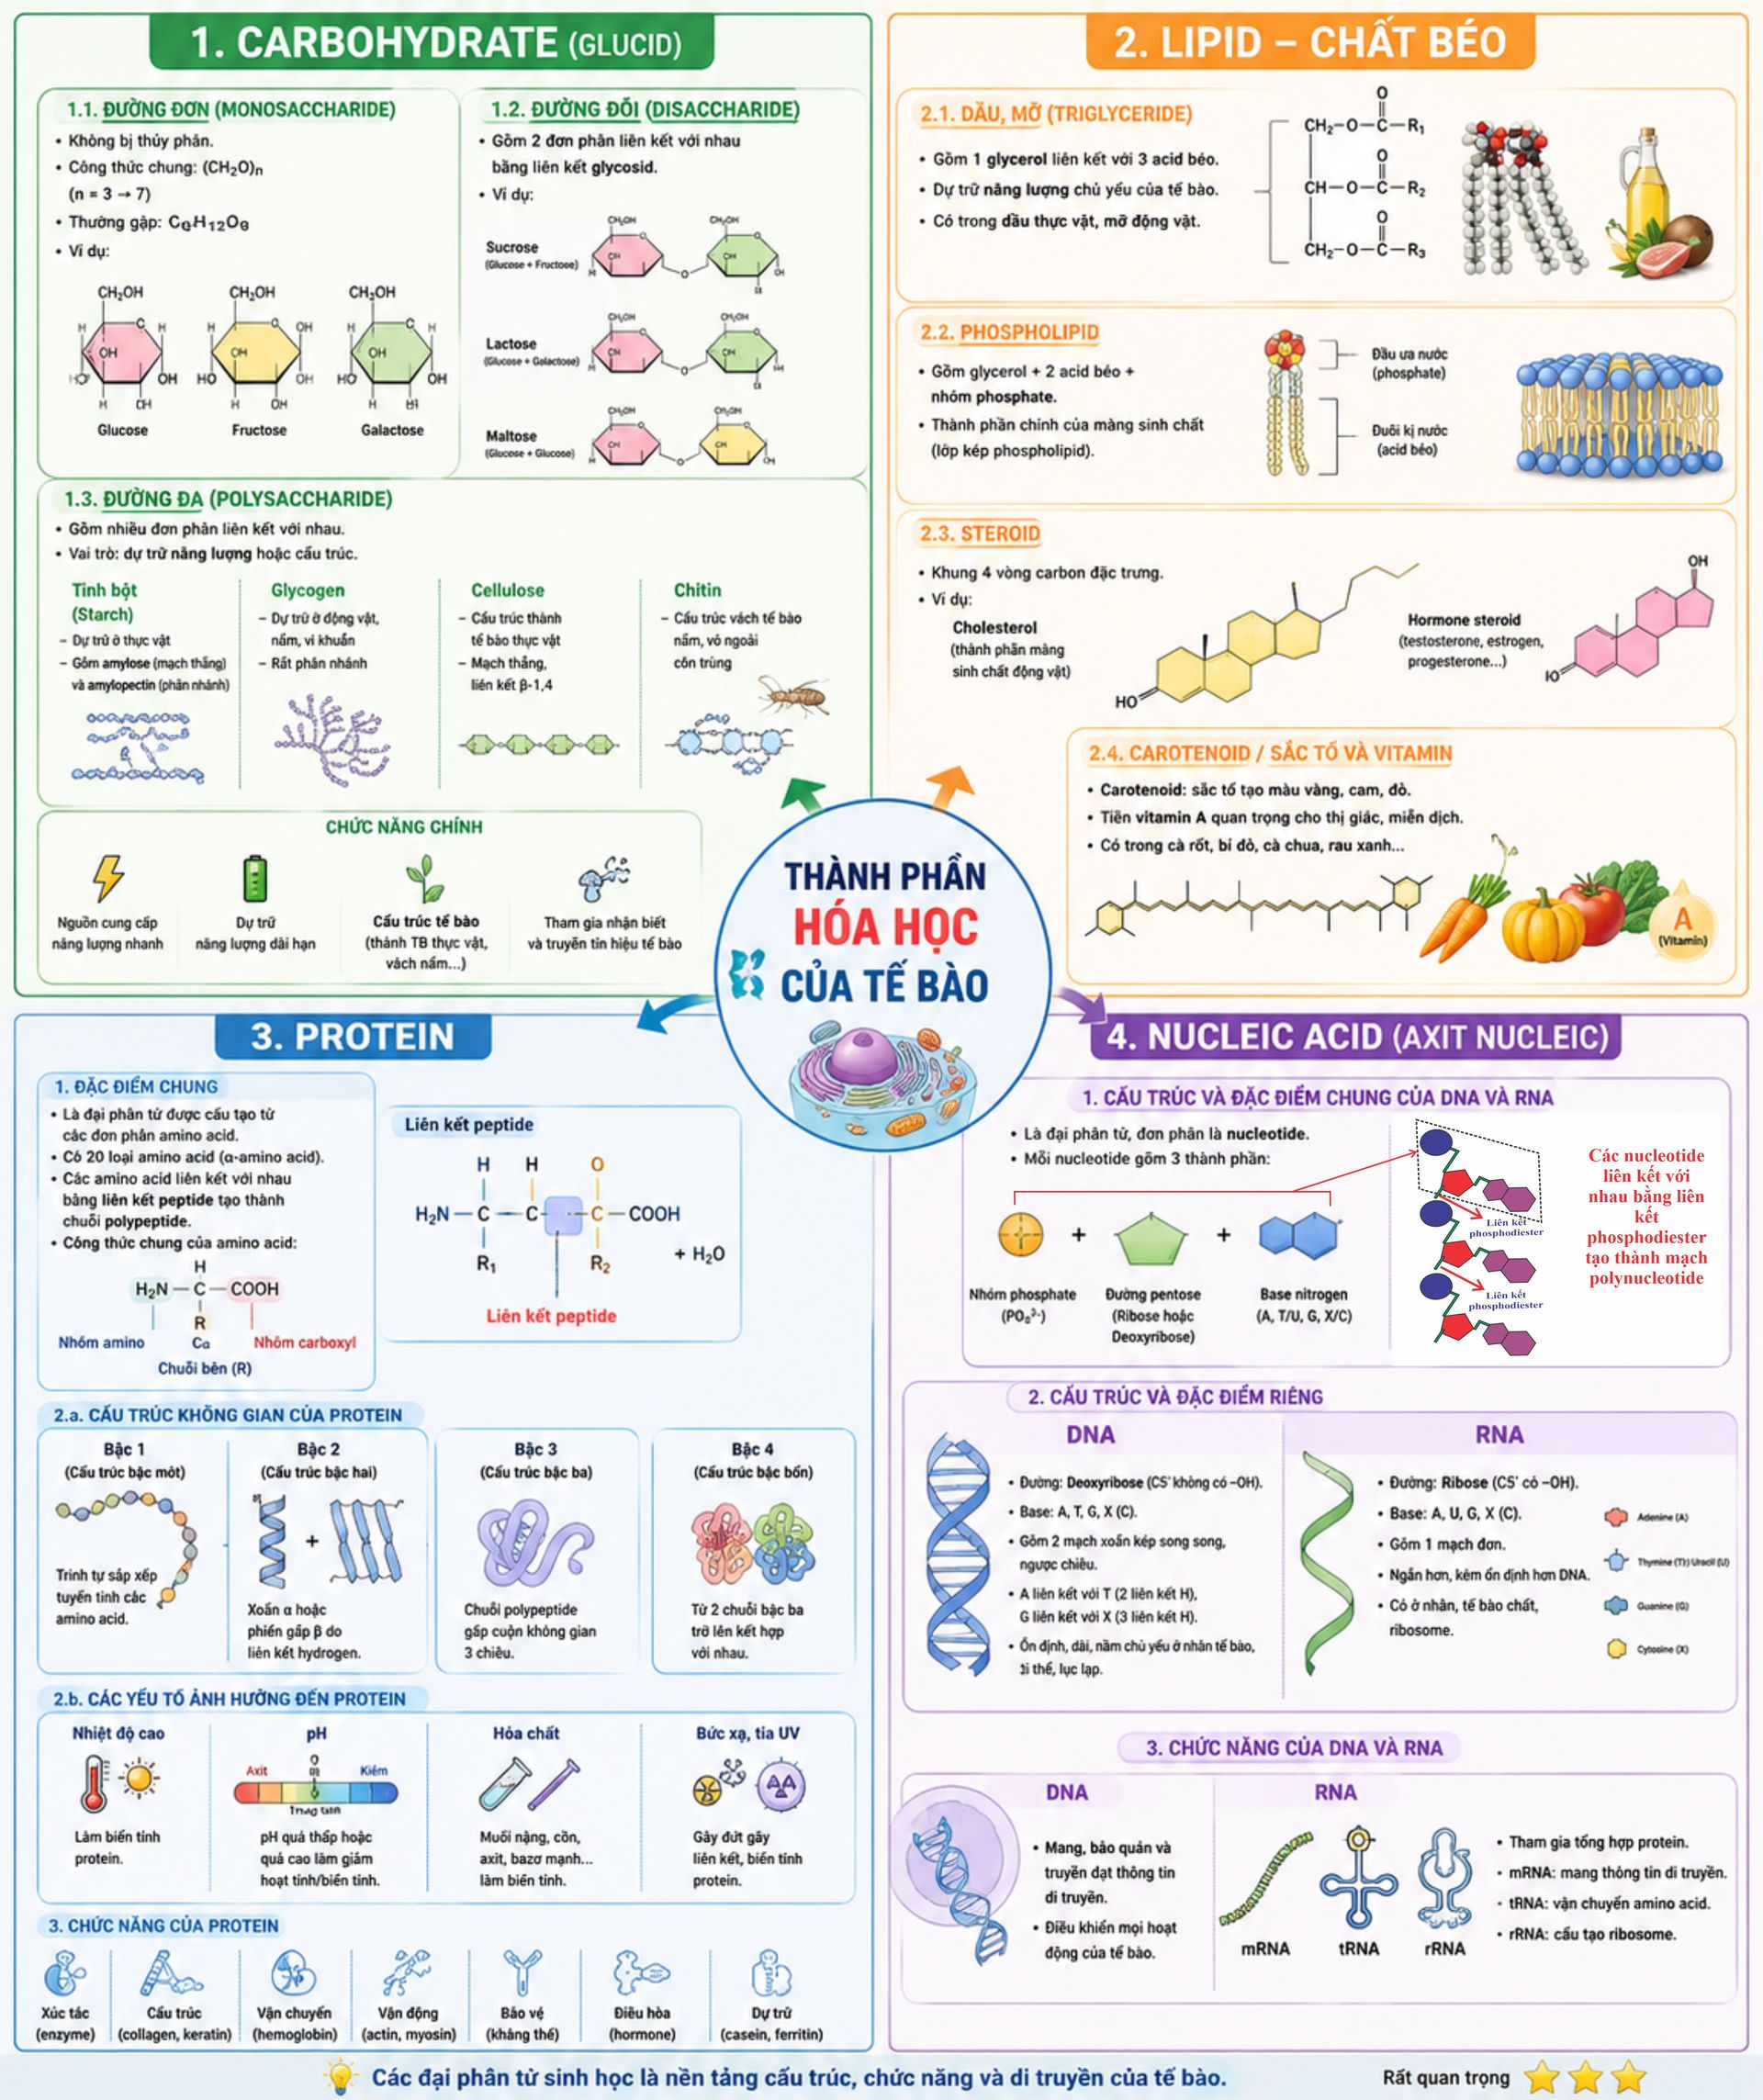 1. CARBOHYDRATE (GLUCID)
1.1. ĐƯỜNG ĐƠN (MONOSACCHARIDE)
• Không bị thủy phân.
• Công thức chung: (CH₂O)n
(n = 3 → 7)
• Thường gặp: C₆H₁₂O₆
• Ví dụ:
CH₂OH
CH₂OH
CH₂OH
Glucose
Fructose
Galactose
1.2. ĐƯỜNG ĐÔI (DISACCHARIDE)
• Gồm 2 đơn phân liên kết với nhau
bằng liên kết glycosid.
• Ví dụ:
Sucrose
(Glucose + Fructose)
Lactose
(Glucose + Galactose)
Maltose
(Glucose + Glucose)
1.3. ĐƯỜNG ĐA (POLYSACCHARIDE)
• Gồm nhiều đơn phân liên kết với nhau.
• Vai trò: dự trữ năng lượng hoặc cấu trúc.
Tinh bột
(Starch)
– Dự trữ ở thực vật
– Gồm amylose (mạch thẳng)
và amylopectin (phân nhánh)
Glycogen
– Dự trữ ở động vật,
nấm, vi khuẩn
– Rất phân nhánh
Cellulose
– Cấu trúc thành
tế bào thực vật
– Mạch thẳng,
liên kết β-1,4
Chitin
– Cấu trúc vách tế bào
nấm, vỏ ngoài
côn trùng
CHỨC NĂNG CHÍNH
Nguồn cung cấp
năng lượng nhanh
Dự trữ
năng lượng dài hạn
Cấu trúc tế bào
(thành TB thực vật,
vách nấm...)
Tham gia nhận biết
và truyền tin hiệu tế bào
2. LIPID – CHẤT BÉO
2.1. DẦU, MỠ (TRIGLYCERIDE)
• Gồm 1 glycerol liên kết với 3 acid béo.
• Dự trữ năng lượng chủ yếu của tế bào.
• Có trong dầu thực vật, mỡ động vật.
O
CH₂–O–C–R₁
O
CH–O–C–R₂
O
CH₂–O–C–R₃
2.2. PHOSPHOLIPID
• Gồm glycerol + 2 acid béo +
nhóm phosphate.
• Thành phần chính của màng sinh chất
(lớp kép phospholipid).
Đầu ưa nước
(phosphate)
Đuôi kị nước
(acid béo)
2.3. STEROID
• Khung 4 vòng carbon đặc trưng.
• Ví dụ:
Cholesterol
(thành phần màng
sinh chất động vật)
HO
Hormone steroid
(testosterone, estrogen,
progesterone...)
OH
2.4. CAROTENOID / SẮC TỐ VÀ VITAMIN
• Carotenoid: sắc tố tạo màu vàng, cam, đỏ.
• Tiền vitamin A quan trọng cho thị giác, miễn dịch.
• Có trong cà rốt, bí đỏ, cà chua, rau xanh...
A
(Vitamin)
THÀNH PHẦN
HÓA HỌC
CỦA TẾ BÀO
3. PROTEIN
1. ĐẶC ĐIỂM CHUNG
• Là đại phân tử được cấu tạo từ
các đơn phân amino acid.
• Có 20 loại amino acid (α-amino acid).
• Các amino acid liên kết với nhau
bằng liên kết peptide tạo thành
chuỗi polypeptide.
• Công thức chung của amino acid:
H
H₂N – C – COOH
R
Nhóm amino
Cα
Nhóm carboxyl
Chuỗi bên (R)
Liên kết peptide
H H O
H₂N – C – C – C – COOH
R₁ R₂
+ H₂O
Liên kết peptide
2.a. CẤU TRÚC KHÔNG GIAN CỦA PROTEIN
Bậc 1
(Cấu trúc bậc một)
Trình tự sắp xếp
tuyến tính các
amino acid.
Bậc 2
(Cấu trúc bậc hai)
+
Xoắn α hoặc
phiến gấp β do
liên kết hydrogen.
Bậc 3
(Cấu trúc bậc ba)
Chuỗi polypeptide
gấp cuộn không gian
3 chiều.
Bậc 4
(Cấu trúc bậc bốn)
Từ 2 chuỗi bậc ba
trở lên kết hợp
với nhau.
2.b. CÁC YẾU TỐ ẢNH HƯỞNG ĐẾN PROTEIN
Nhiệt độ cao
Làm biến tính
protein.
pH
Axit
Kiềm
pH quá thấp hoặc
quá cao làm giảm
hoạt tính/biến tính.
Hóa chất
Muối nặng, cồn,
axit, bazơ mạnh...
làm biến tính.
Bức xạ, tia UV
Gây đứt gãy
liên kết, biến tính
protein.
3. CHỨC NĂNG CỦA PROTEIN
Xúc tác
(enzyme)
Cấu trúc
(collagen, keratin)
Vận chuyển
(hemoglobin)
Vận động
(actin, myosin)
Bảo vệ
(kháng thể)
Điều hòa
(hormone)
Dự trữ
(casein, ferritin)
4. NUCLEIC ACID (AXIT NUCLEIC)
1. CẤU TRÚC VÀ ĐẶC ĐIỂM CHUNG CỦA DNA VÀ RNA
• Là đại phân tử, đơn phân là nucleotide.
• Mỗi nucleotide gồm 3 thành phần:
+
+
Nhóm phosphate
Đường pentose
(Ribose hoặc
Deoxyribose)
Base nitrogen
(A, T/U, G, X/C)
Liên kết
phosphodiester
Liên kết
phosphodiester
Các nucleotide
liên kết với
nhau bằng liên
kết
phosphodiester
tạo thành mạch
polynucleotide
2. CẤU TRÚC VÀ ĐẶC ĐIỂM RIÊNG
DNA
• Đường: Deoxyribose (C5' không có –OH).
• Base: A, T, G, X (C).
• Gồm 2 mạch xoắn kép song song,
ngược chiều.
• A liên kết với T (2 liên kết H),
G liên kết với X (3 liên kết H).
• Ổn định, dài, nằm chủ yếu ở nhân tế bào,
thể, lục lạp.
RNA
• Đường: Ribose (C5' có –OH).
• Base: A, U, G, X (C).
• Gồm 1 mạch đơn.
• Ngắn hơn, kém ổn định hơn DNA.
• Có ở nhân, tế bào chất,
ribosome.
Adenine (A)
Thymine (T)/Uracil (U)
Guanine (G)
Cytosine (X)
3. CHỨC NĂNG CỦA DNA VÀ RNA
DNA
• Mang, bảo quản và
truyền đạt thông tin
di truyền.
• Điều khiển mọi hoạt
động của tế bào.
RNA
mRNA
tRNA
rRNA
• Tham gia tổng hợp protein.
• mRNA: mang thông tin di truyền.
• tRNA: vận chuyển amino acid.
• rRNA: cấu tạo ribosome.
Các đại phân tử sinh học là nền tảng cấu trúc, chức năng và di truyền của tế bào.
Rất quan trọng